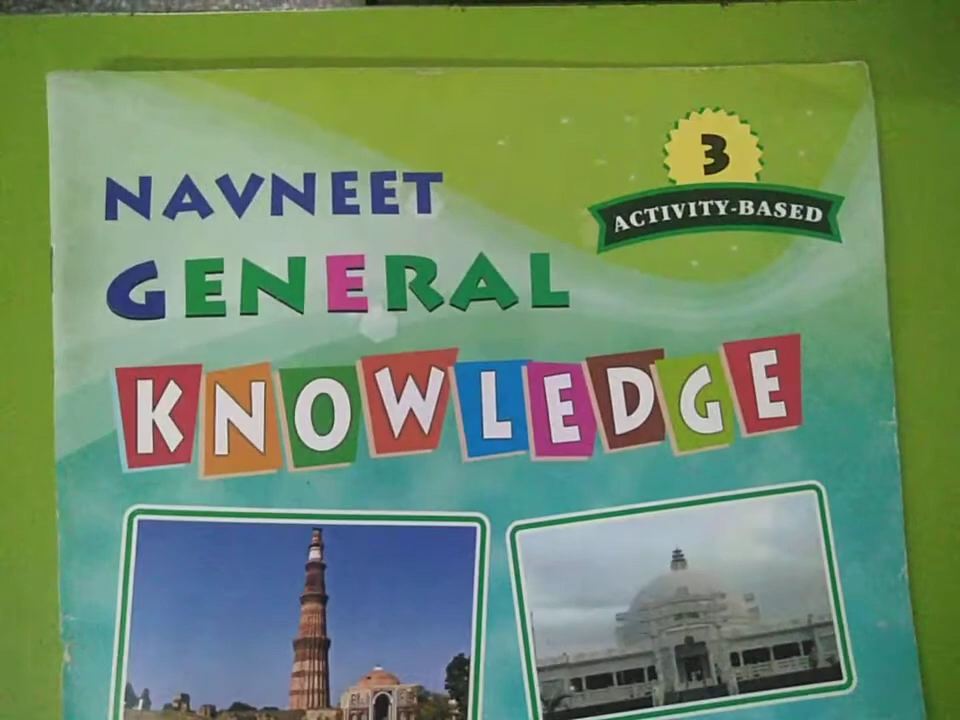 NAVNEET
3
ACTIVITY-BASED
GENERAL
KNOWLEDGE